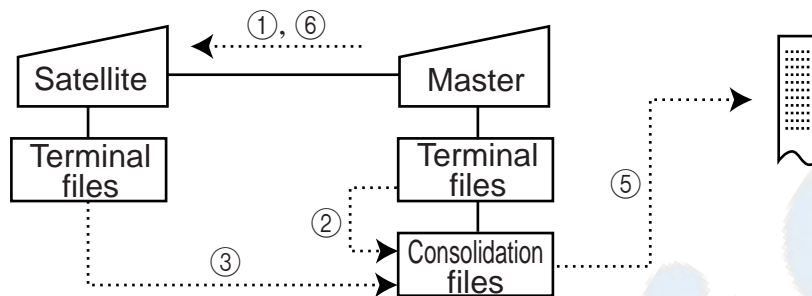 ①, ⑥
Satellite
Master
Terminal
files
Terminal
files
②
⑤
Consolidation
files
③